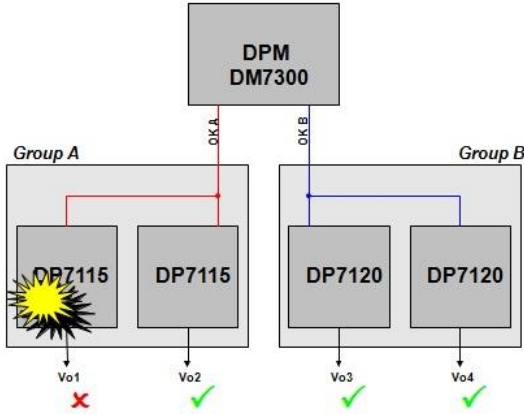 DPM
DM7300
OK A
OK B
Group A
Group B
DP7115
DP7115
DP7120
DP7120
Vo1
Vo2
Vo3
Vo4